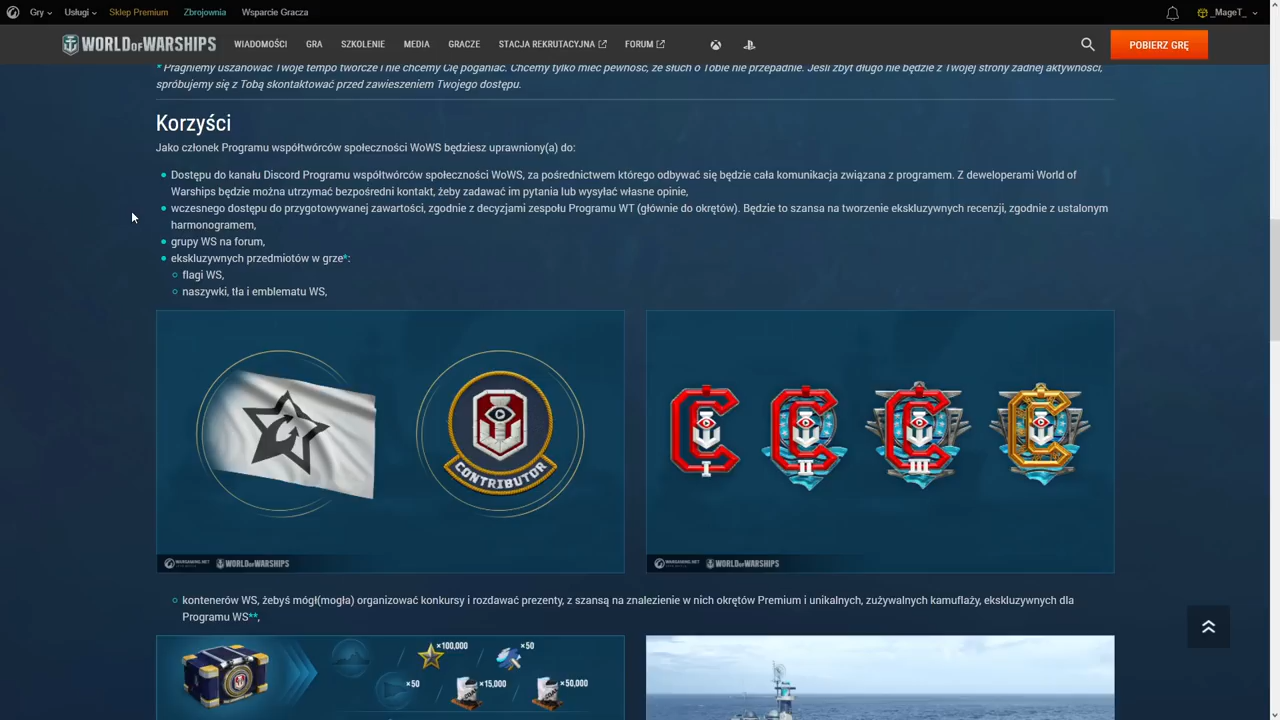 Gry Usługi Sklep Premium Zbrojownia Wsparcie Gracza _MageT_
WORLD OF WARSHIPS WIADOMOŚCI GRA SZKOLENIE MEDIA GRACZE STACJA REKRUTACYJNA FORUM POBIERZ GRĘ
*Pragniemy uszanować Twoje tempo twórcze i nie chcemy Cię poganiać. Chcemy tylko mieć pewność, że słuch o Tobie nie przepadnie. Jeśli zbyt długo nie będzie z Twojej strony żadnej aktywności,
spróbujemy się z Tobą skontaktować przed zawieszeniem Twojego dostępu.
Korzyści
Jako członek Programu współtwórców społeczności WoWS będziesz uprawniony(a) do:
Dostępu do kanału Discord Programu współtwórców społeczności WoWS, za pośrednictwem którego odbywać się będzie cała komunikacja związana z programem. Z deweloperami World of
Warships będzie można utrzymać bezpośredni kontakt, żeby zadawać im pytania lub wysyłać własne opinie,
wczesnego dostępu do przygotowywanej zawartości, zgodnie z decyzjami zespołu Programu WT (głównie do okrętów). Będzie to szansa na tworzenie ekskluzywnych recenzji, zgodnie z ustalonym
harmonogramem,
grupy WS na forum,
ekskluzywnych przedmiotów w grze*:
flagi WS,
naszywki, tła i emblematu WS,
CONTRIBUTOR
I II III
WARGAMING.NET WORLD OF WARSHIPS
WARGAMING.NET WORLD OF WARSHIPS
kontenerów WS, żebyś mógł(mogła) organizować konkursy i rozdawać prezenty, z szansą na znalezienie w nich okrętów Premium i unikalnych, zużywalnych kamuflaży, ekskluzywnych dla
Programu WS**,
×100,000 ×50
×50 ×15,000 ×50,000